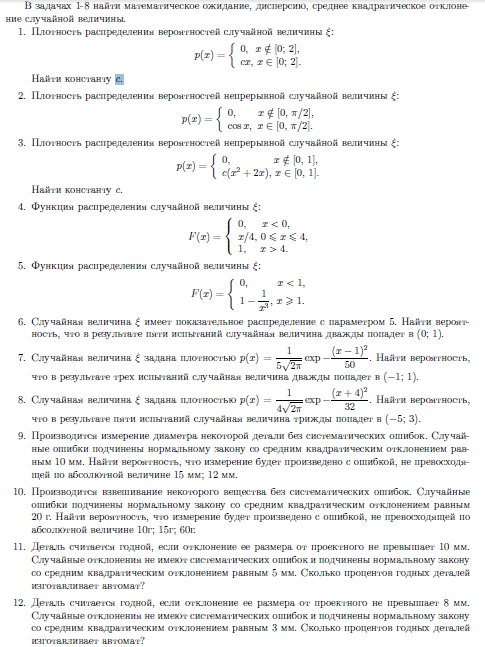 В задачах 1-8 найти математическое ожидание, дисперсию, среднее квадратическое отклоне-
ние случайной величины.
1. Плотность распределения вероятностей случайной величины ξ:
p(x) = { 0, x ∉ [0; 2],
cx, x ∈ [0; 2].
Найти константу c.
2. Плотность распределения вероятностей непрерывной случайной величины ξ:
p(x) = { 0, x ∉ [0, π/2],
cos x, x ∈ [0, π/2].
3. Плотность распределения вероятностей непрерывной случайной величины ξ:
p(x) = { 0, x ∉ [0, 1],
c(x² + 2x), x ∈ [0, 1].
Найти константу c.
4. Функция распределения случайной величины ξ:
F(x) = { 0, x < 0,
x/4, 0 ⩽ x ⩽ 4,
1, x > 4.
5. Функция распределения случайной величины ξ:
F(x) = { 0, x < 1,
1 − 1/x³, x ⩾ 1.
6. Случайная величина ξ имеет показательное распределение с параметром 5. Найти вероят-
ность, что в результате пяти испытаний случайная величина дважды попадет в (0; 1).
7. Случайная величина ξ задана плотностью p(x) = 1/(5√2π) exp −(x − 1)²/50. Найти вероятность,
что в результате трех испытаний случайная величина дважды попадет в (−1; 1).
8. Случайная величина ξ задана плотностью p(x) = 1/(4√2π) exp −(x + 4)²/32. Найти вероятность,
что в результате пяти испытаний случайная величина трижды попадет в (−5; 3).
9. Производится измерение диаметра некоторой детали без систематических ошибок. Случай-
ные ошибки подчинены нормальному закону со средним квадратическим отклонением рав-
ным 10 мм. Найти вероятность, что измерение будет произведено с ошибкой, не превосходя-
щей по абсолютной величине 15 мм; 12 мм.
10. Производится взвешивание некоторого вещества без систематических ошибок. Случайные
ошибки подчинены нормальному закону со средним квадратическим отклонением равным
20 г. Найти вероятность, что измерение будет произведено с ошибкой, не превосходящей по
абсолютной величине 10г; 15г; 60г.
11. Деталь считается годной, если отклонение ее размера от проектного не превышает 10 мм.
Случайные отклонения не имеют систематических ошибок и подчинены нормальному закону
со средним квадратическим отклонением равным 5 мм. Сколько процентов годных деталей
изготавливает автомат?
12. Деталь считается годной, если отклонение ее размера от проектного не превышает 8 мм.
Случайные отклонения не имеют систематических ошибок и подчинены нормальному закону
со средним квадратическим отклонением равным 3 мм. Сколько процентов годных деталей
изготавливает автомат?